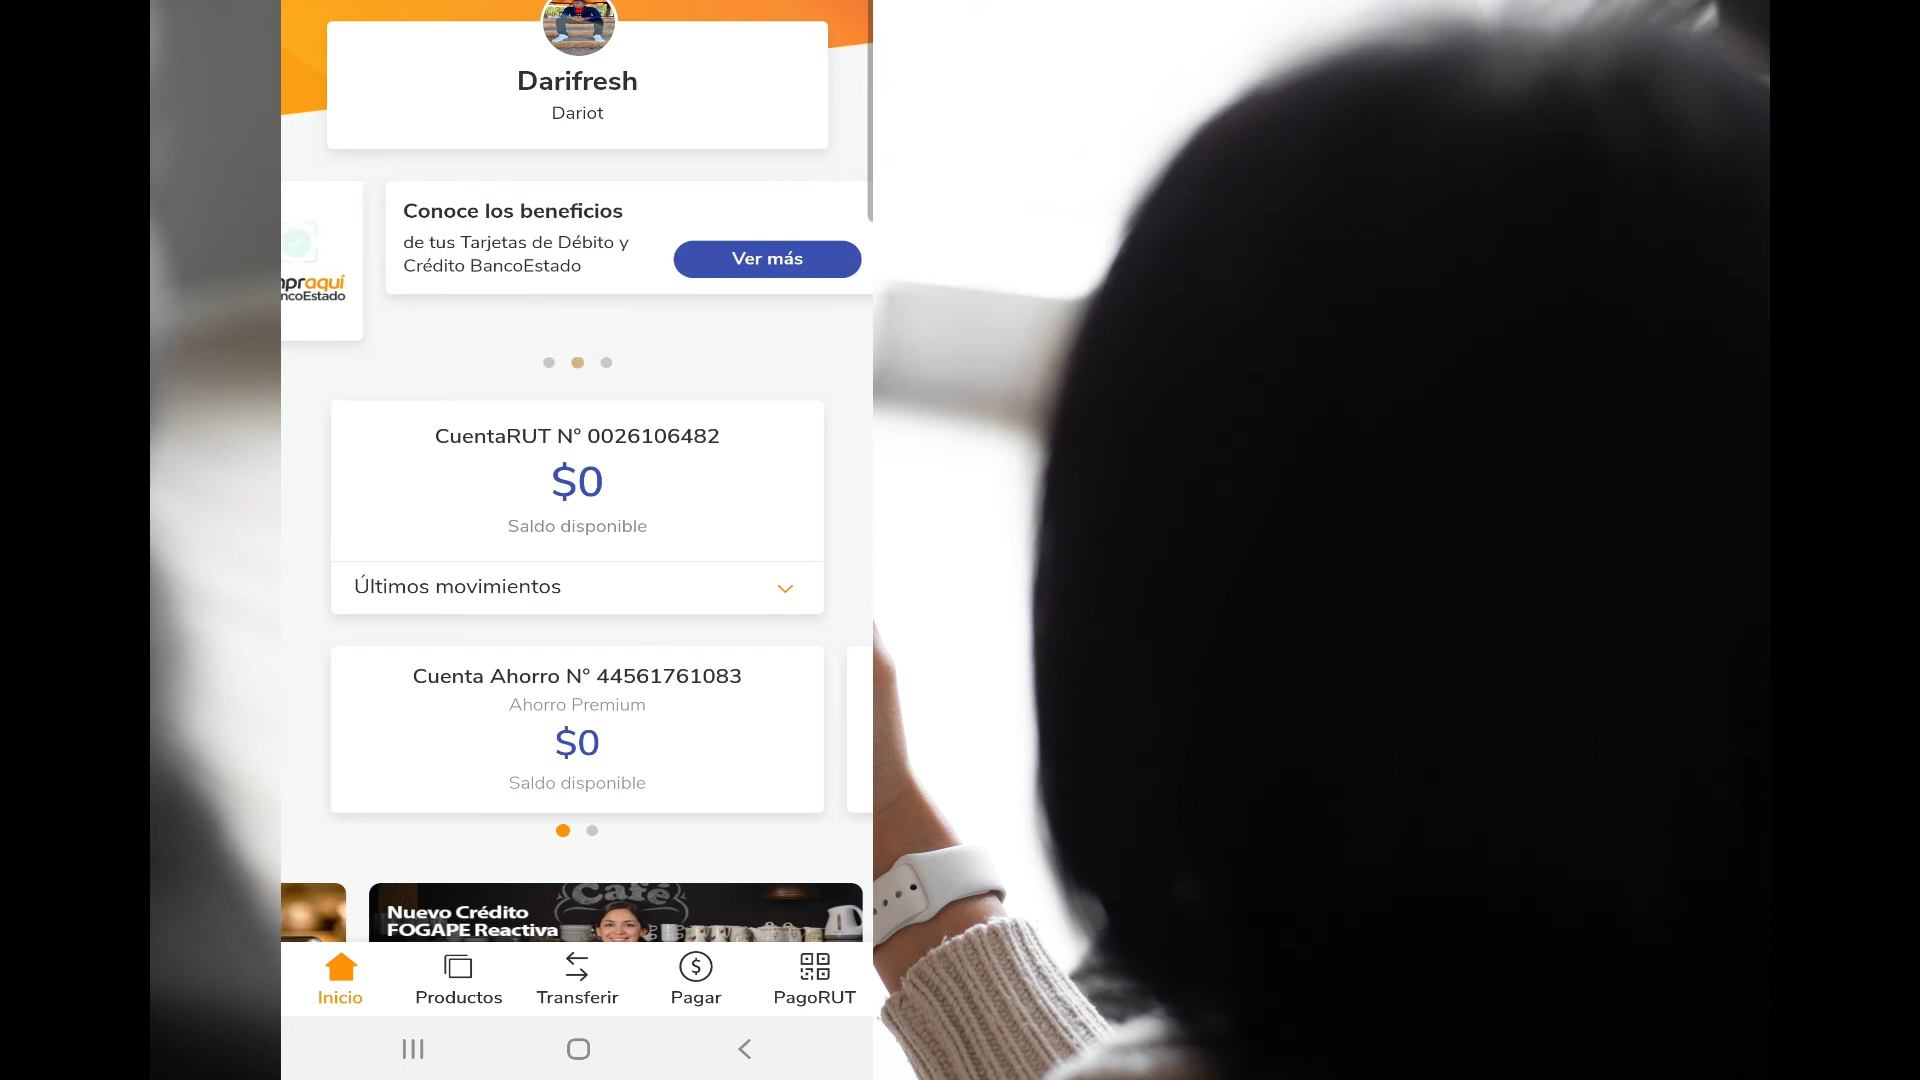 Darifresh
Dariot
Conoce los beneficios
de tus Tarjetas de Débito y
Crédito BancoEstado
Ver más
mpraquí
ncoEstado
CuentaRUT N° 0026106482
$0
Saldo disponible
Últimos movimientos
Cuenta Ahorro N° 44561761083
Ahorro Premium
$0
Saldo disponible
Café
Nuevo Crédito
FOGAPE Reactiva
Inicio
Productos
Transferir
Pagar
PagoRUT